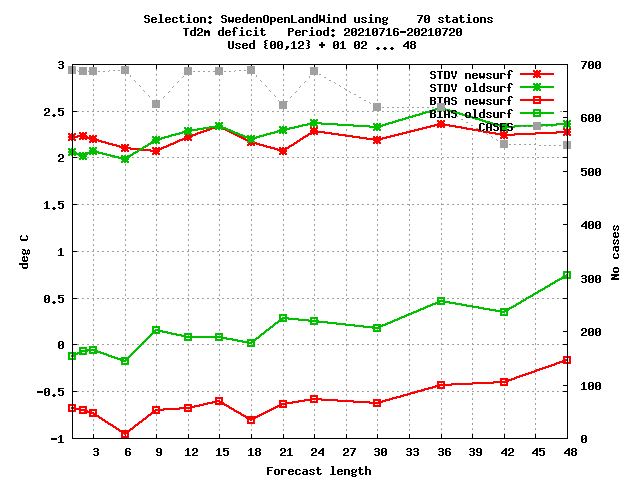 Selection: SwedenOpenLandWind using    70 stations
Td2m deficit   Period: 20210716-20210720
Used {00,12} + 01 02 ... 48
3 700
STDV newsurf
STDV oldsurf
BIAS newsurf
BIAS oldsurf
CASES
2.5 600
2 500
1.5 400
1
deg C
No cases
0.5 300
0 200
-0.5 100
-1 0
3 6 9 12 15 18 21 24 27 30 33 36 39 42 45 48
Forecast length